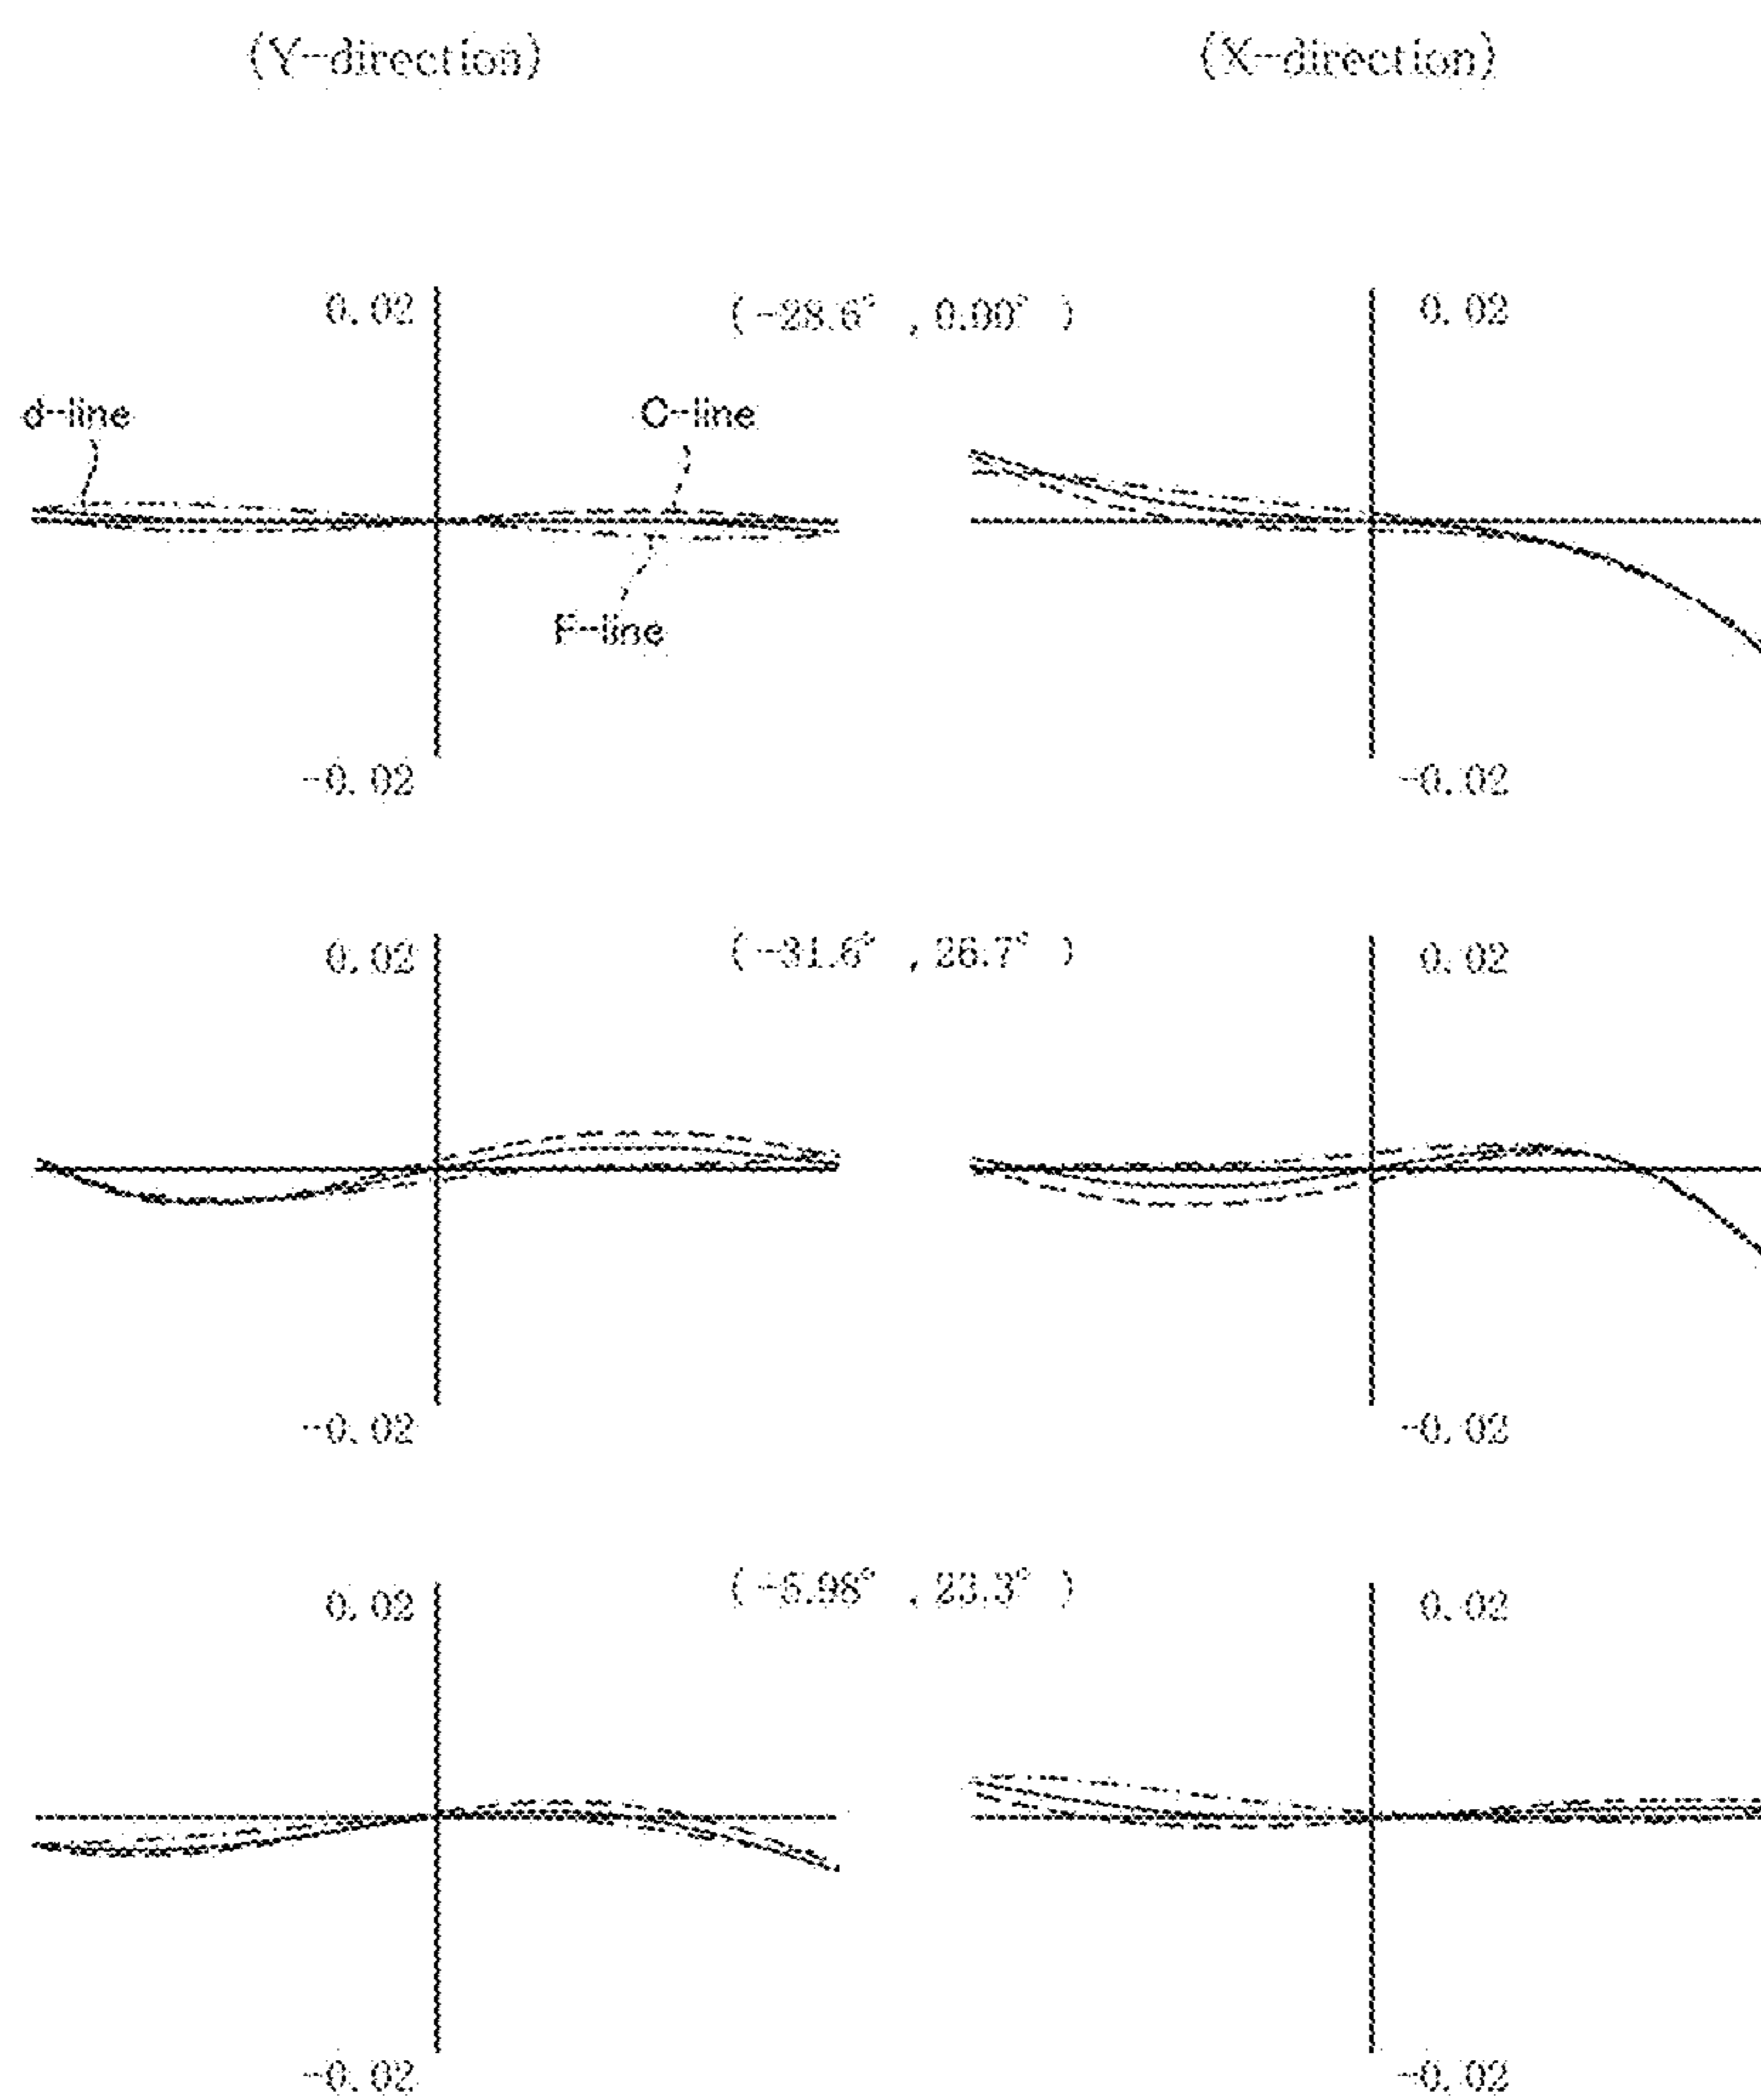 (Y-direction) (X-direction)
0.02 (-28.6° , 0.00° ) 0.02
d-line C-line
F-line
-0.02 -0.02
0.02 (-31.6° , 26.7° ) 0.02
-0.02 -0.02
0.02 (-5.98° , 23.3° ) 0.02
-0.02 -0.02